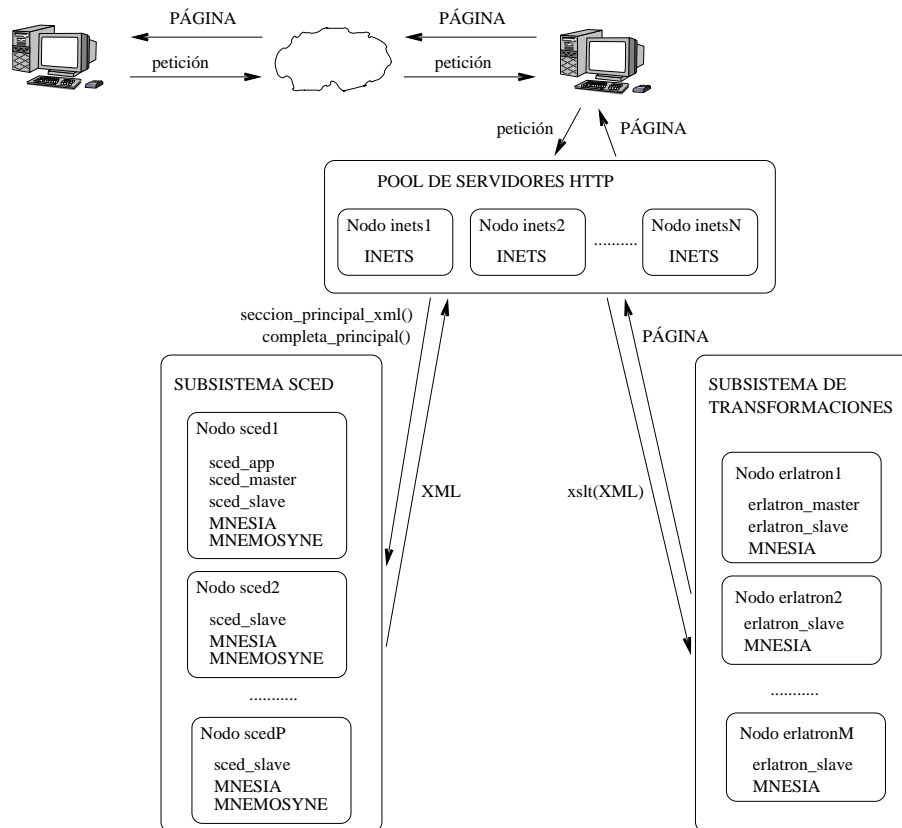 PÁGINA
PÁGINA
petición
petición
petición
PÁGINA
POOL DE SERVIDORES HTTP
Nodo inets1
INETS
Nodo inets2
INETS
..........
Nodo inetsN
INETS
seccion_principal_xml()
completa_principal()
PÁGINA
SUBSISTEMA SCED
Nodo sced1
sced_app
sced_master
sced_slave
MNESIA
MNEMOSYNE
Nodo sced2
sced_slave
MNESIA
MNEMOSYNE
...........
Nodo scedP
sced_slave
MNESIA
MNEMOSYNE
XML
xslt(XML)
SUBSISTEMA DE
TRANSFORMACIONES
Nodo erlatron1
erlatron_master
erlatron_slave
MNESIA
Nodo erlatron2
erlatron_slave
MNESIA
...........
Nodo erlatronM
erlatron_slave
MNESIA